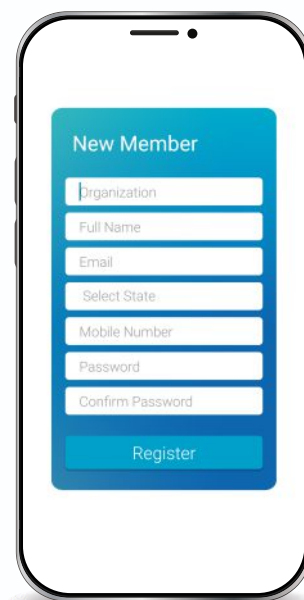 New Member
Organization
Full Name
Email
Select State
Mobile Number
Password
Confirm Password
Register